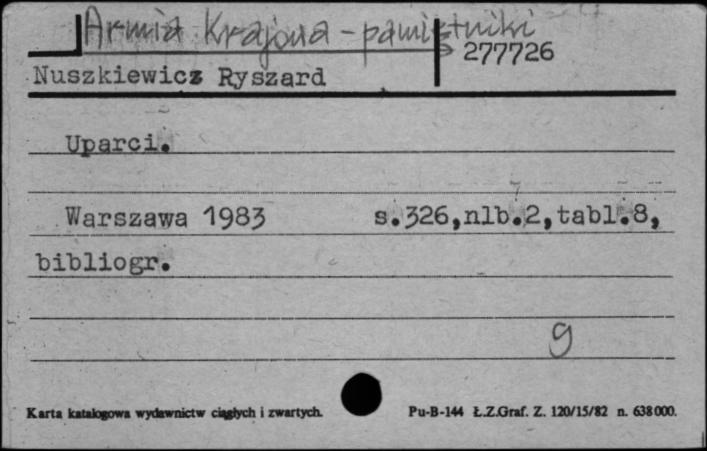 Armia Krajowa - pamiętniki
277726
Nuszkiewicz Ryszard
Uparci.
Warszawa 1983 s.326,nlb.2,tabl.8,
bibliogr.
g
Karta katalogowa wydawnictw ciągłych i zwartych. Pu-B-144 Ł.Z.Graf. Z. 120/15/82 n. 638000.